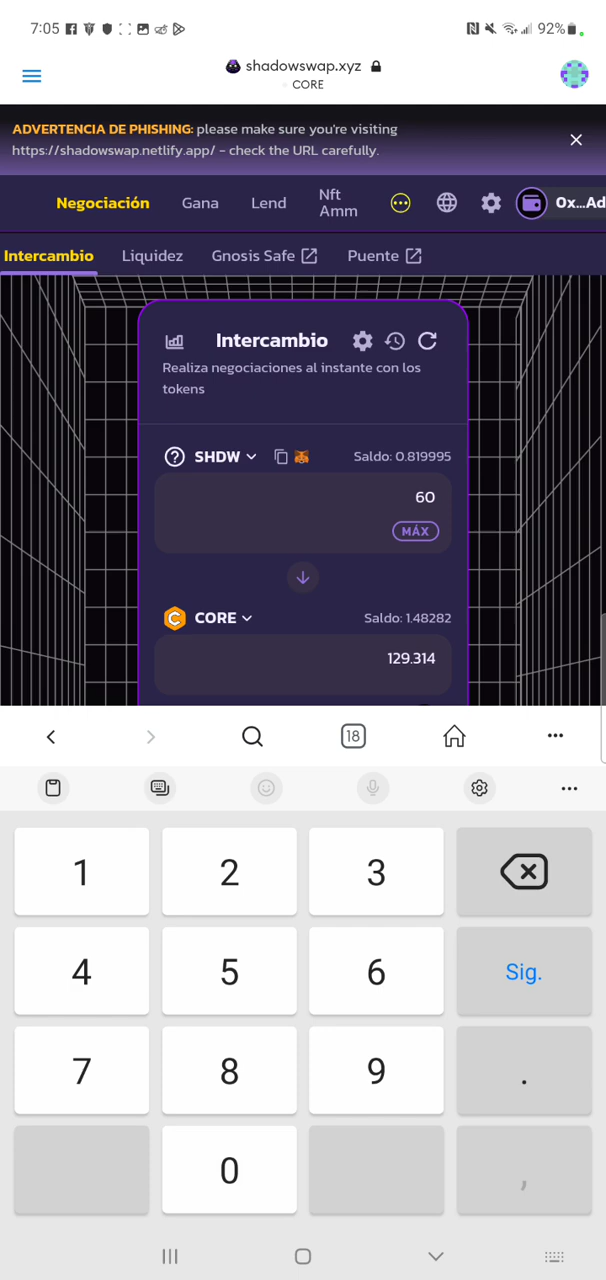 7:05 92%
shadowswap.xyz
CORE
ADVERTENCIA DE PHISHING: please make sure you're visiting
https://shadowswap.netlify.app/ - check the URL carefully.
Negociación Gana Lend Nft Amm 0x...Ad
Intercambio Liquidez Gnosis Safe Puente
Intercambio
Realiza negociaciones al instante con los
tokens
SHDW Saldo: 0.819995
60
MÁX
CORE Saldo: 1.48282
129.314
18
1 2 3
4 5 6 Sig.
7 8 9 .
0 ,